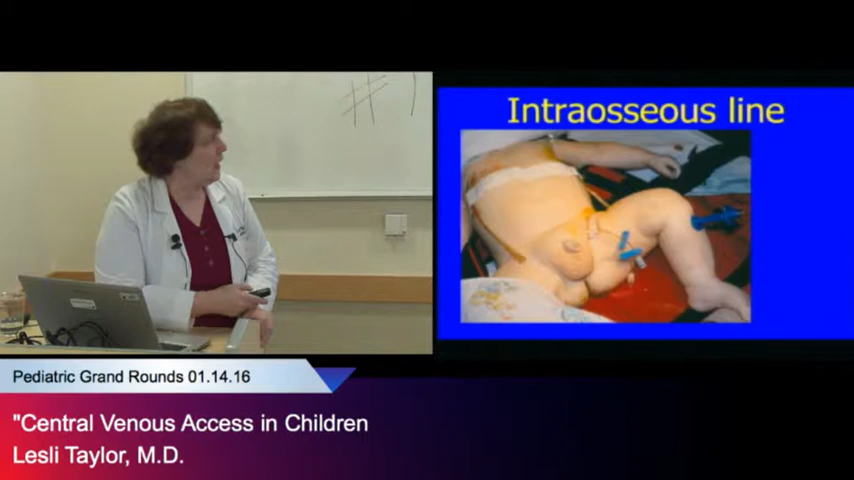 Intraosseous line
Pediatric Grand Rounds 01.14.16
"Central Venous Access in Children
Lesli Taylor, M.D.